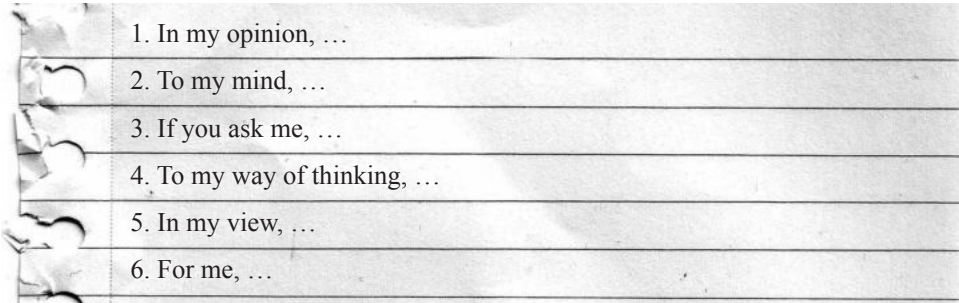 1. In my opinion, …
2. To my mind, …
3. If you ask me, …
4. To my way of thinking, …
5. In my view, …
6. For me, …